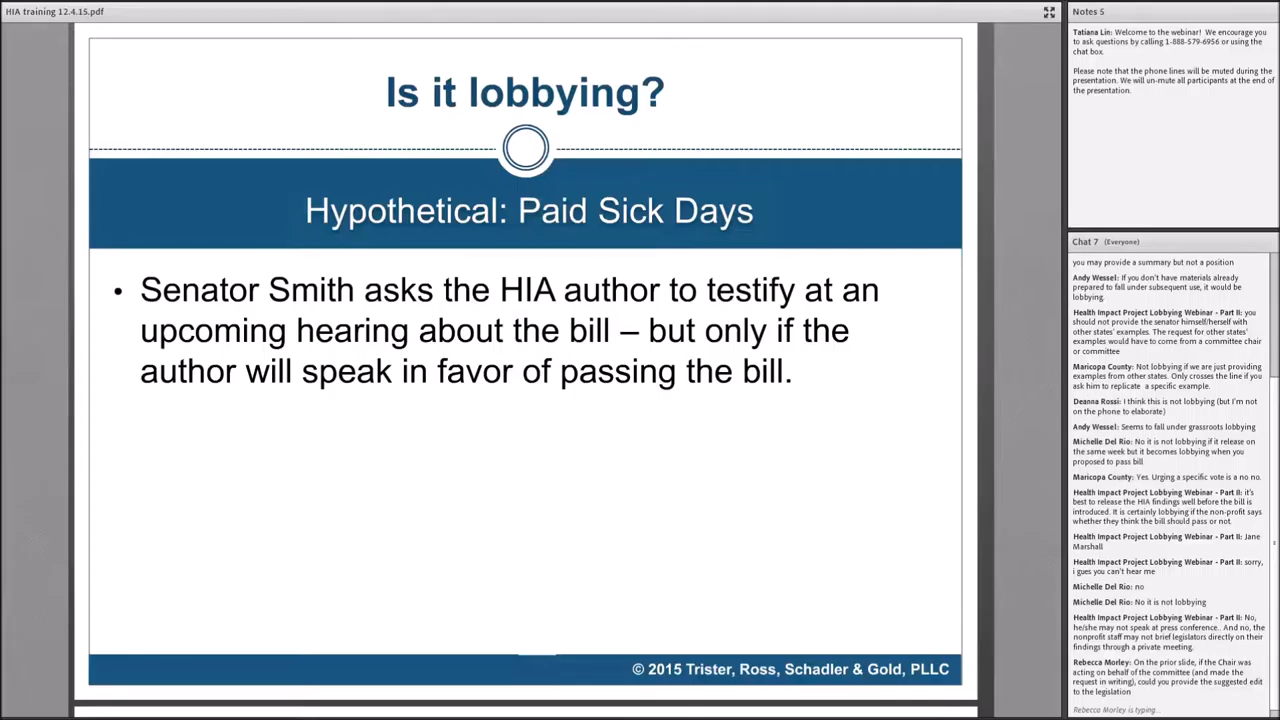 HIA training 12.4.15.pdf
Is it lobbying?
Hypothetical: Paid Sick Days
• Senator Smith asks the HIA author to testify at an
upcoming hearing about the bill – but only if the
author will speak in favor of passing the bill.
© 2015 Trister, Ross, Schadler & Gold, PLLC
Notes 5
Tatiana Lin: Welcome to the webinar! We encourage you
to ask questions by calling 1-888-579-6956 or using the
chat box.
Please note that the phone lines will be muted during the
presentation. We will un-mute all participants at the end of
the presentation.
Chat 7 (Everyone)
you may provide a summary but not a position
Andy Wessel: If you don't have materials already
prepared to fall under subsequent use, it would be
lobbying.
Health Impact Project Lobbying Webinar - Part II: you
should not provide the senator himself/herself with
other states' examples. The request for other states'
examples would have to come from a committee chair
or committee
Maricopa County: Not lobbying if we are just providing
examples from other states. Only crosses the line if you
ask him to replicate a specific example.
Deanna Rossi: I think this is not lobbying (but I'm not
on the phone to elaborate)
Andy Wessel: Seems to fall under grassroots lobbying
Michelle Del Rio: No it is not lobbying if it release on
the same week but it becomes lobbying when you
proposed to pass bill
Maricopa County: Yes. Urging a specific vote is a no no.
Health Impact Project Lobbying Webinar - Part II: it's
best to release the HIA findings well before the bill is
introduced. It is certainly lobbying if the non-profit says
whether they think the bill should pass or not.
Health Impact Project Lobbying Webinar - Part II: Jane
Marshall
Health Impact Project Lobbying Webinar - Part II: sorry,
i gues you can't hear me
Michelle Del Rio: no
Michelle Del Rio: No it is not lobbying
Health Impact Project Lobbying Webinar - Part II: No,
he/she may not speak at press conference.. And no, the
nonprofit staff may not brief legislators directly on their
findings through a private meeting.
Rebecca Morley: On the prior slide, if the Chair was
acting on behalf of the committee (and made the
request in writing), could you provide the suggested edit
to the legislation
Rebecca Morley is typing...